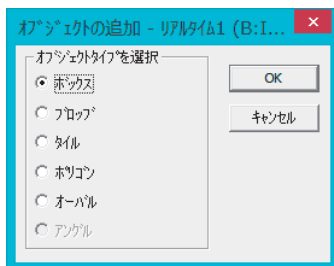 ｵﾌﾞｼﾞｪｸﾄの追加 - ﾘｱﾙﾀｲﾑ1 (B:I...
ｵﾌﾞｼﾞｪｸﾄﾀｲﾌﾟを選択
ﾎﾞｯｸｽ
ﾌﾞﾛｯﾌﾞ
ﾀｲﾙ
ﾎﾟﾘｺﾞﾝ
ｵｰﾊﾞﾙ
ｱﾝｸﾞﾙ
OK
ｷｬﾝｾﾙ